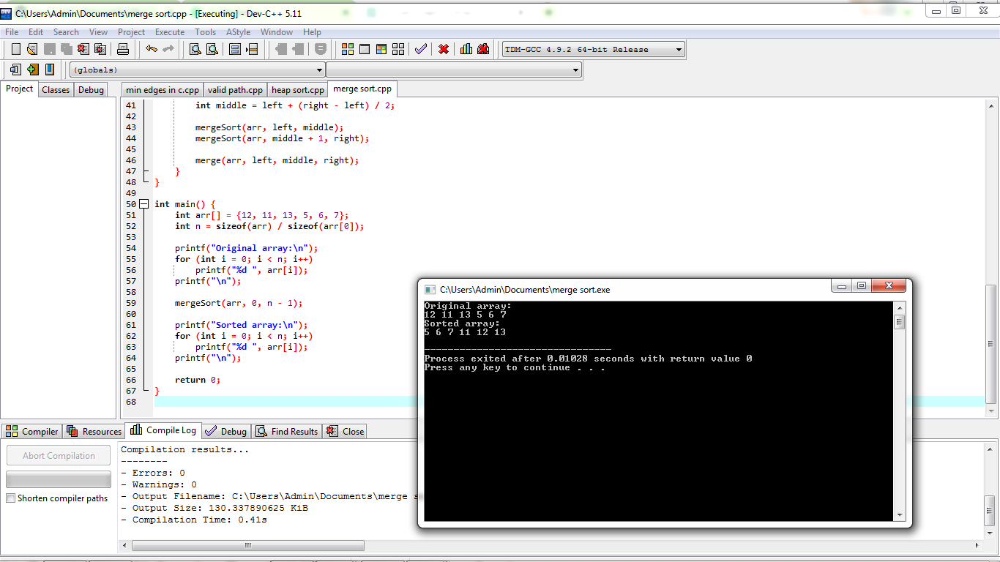 C:\Users\Admin\Documents\merge sort.cpp - [Executing] - Dev-C++ 5.11
File Edit Search View Project Execute Tools AStyle Window Help
TDM-GCC 4.9.2 64-bit Release
(globals)
Project Classes Debug
min edges in c.cpp valid path.cpp heap sort.cpp merge sort.cpp
41 int middle = left + (right - left) / 2;
42
43 mergeSort(arr, left, middle);
44 mergeSort(arr, middle + 1, right);
45
46 merge(arr, left, middle, right);
47 }
48 }
49
50 int main() {
51 int arr[] = {12, 11, 13, 5, 6, 7};
52 int n = sizeof(arr) / sizeof(arr[0]);
53
54 printf("Original array:\n");
55 for (int i = 0; i < n; i++)
56 printf("%d ", arr[i]);
57 printf("\n");
58
59 mergeSort(arr, 0, n - 1);
60
61 printf("Sorted array:\n");
62 for (int i = 0; i < n; i++)
63 printf("%d ", arr[i]);
64 printf("\n");
65
66 return 0;
67 }
68
C:\Users\Admin\Documents\merge sort.exe
Original array:
12 11 13 5 6 7
Sorted array:
5 6 7 11 12 13
--------------------------------
Process exited after 0.01028 seconds with return value 0
Press any key to continue . . .
Compiler Resources Compile Log Debug Find Results Close
Abort Compilation
Shorten compiler paths
Compilation results...
--------
- Errors: 0
- Warnings: 0
- Output Filename: C:\Users\Admin\Documents\merge
- Output Size: 130.337890625 KiB
- Compilation Time: 0.41s